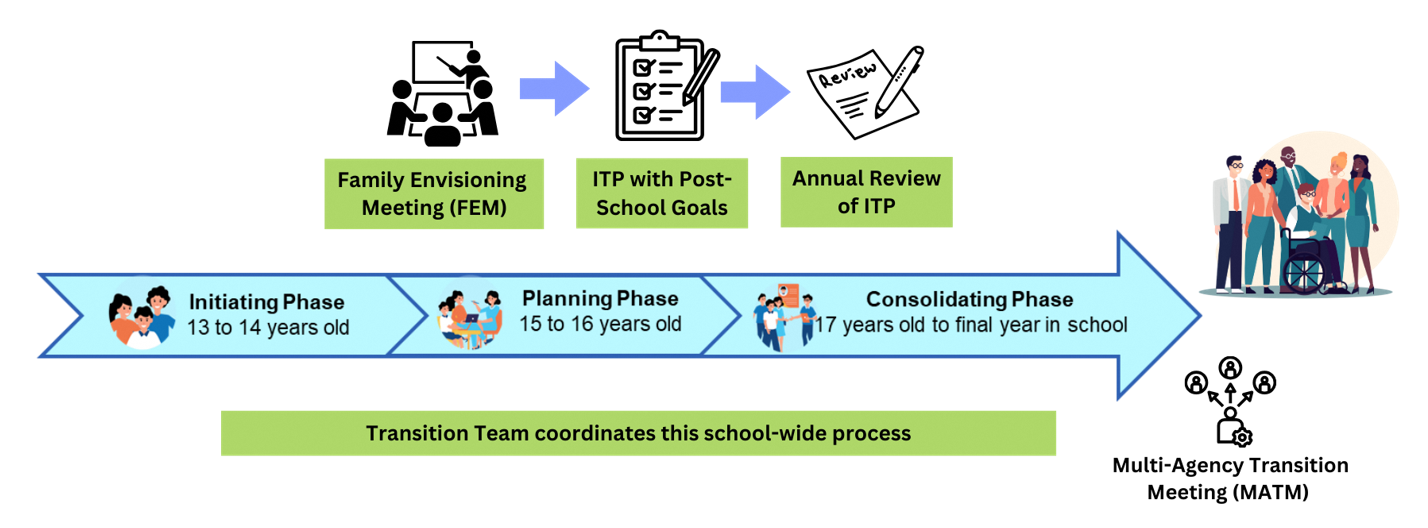 Review
Family Envisioning
Meeting (FEM)
ITP with Post-
School Goals
Annual Review
of ITP
Initiating Phase
13 to 14 years old
Planning Phase
15 to 16 years old
Consolidating Phase
17 years old to final year in school
Transition Team coordinates this school-wide process
Multi-Agency Transition
Meeting (MATM)